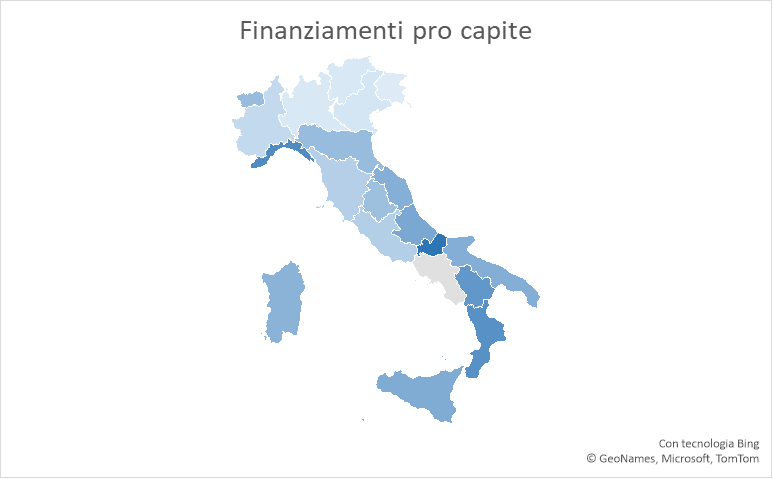 Finanziamenti pro capite
Con tecnologia Bing
© GeoNames, Microsoft, TomTom